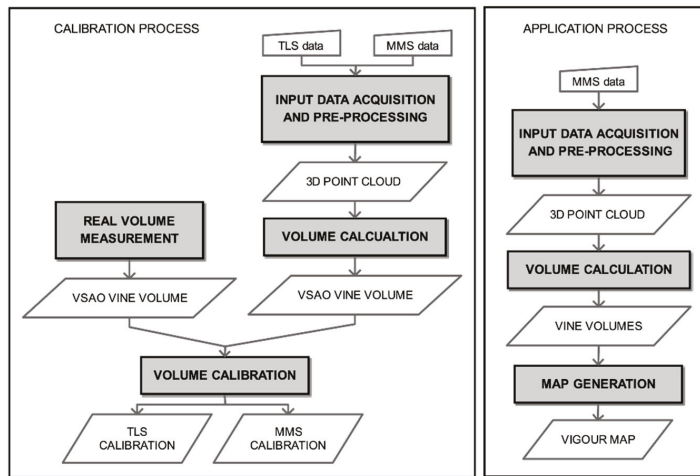 CALIBRATION PROCESS
TLS data
MMS data
INPUT DATA ACQUISITION
AND PRE-PROCESSING
3D POINT CLOUD
REAL VOLUME
MEASUREMENT
VOLUME CALCUALTION
VSAO VINE VOLUME
VSAO VINE VOLUME
VOLUME CALIBRATION
TLS
CALIBRATION
MMS
CALIBRATION
APPLICATION PROCESS
MMS data
INPUT DATA ACQUISITION
AND PRE-PROCESSING
3D POINT CLOUD
VOLUME CALCULATION
VINE VOLUMES
MAP GENERATION
VIGOUR MAP